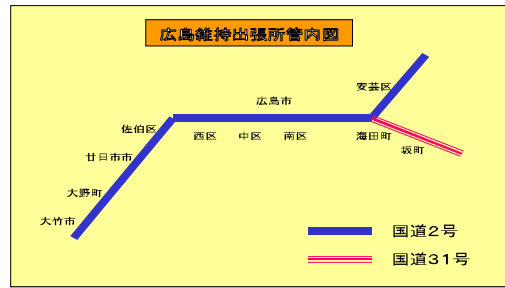 広島維持出張所管内図
安芸区
広島市
佐伯区
西区 中区 南区 海田町
坂町
廿日市市
大野町
大竹市
国道2号
国道31号